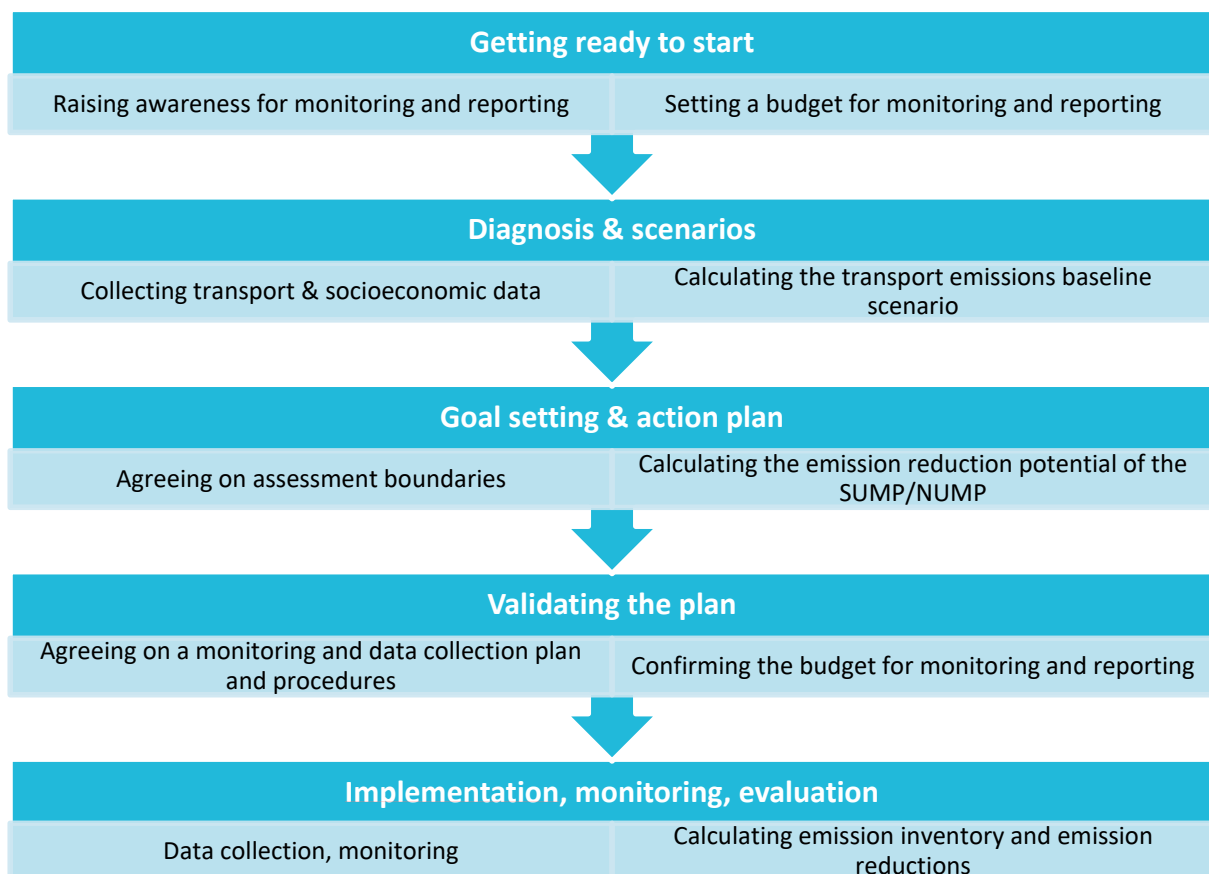 Getting ready to start
Raising awareness for monitoring and reporting
Setting a budget for monitoring and reporting
Diagnosis & scenarios
Collecting transport & socioeconomic data
Calculating the transport emissions baseline
scenario
Goal setting & action plan
Agreeing on assessment boundaries
Calculating the emission reduction potential of the
SUMP/NUMP
Validating the plan
Agreeing on a monitoring and data collection plan
and procedures
Confirming the budget for monitoring and reporting
Implementation, monitoring, evaluation
Data collection, monitoring
Calculating emission inventory and emission
reductions